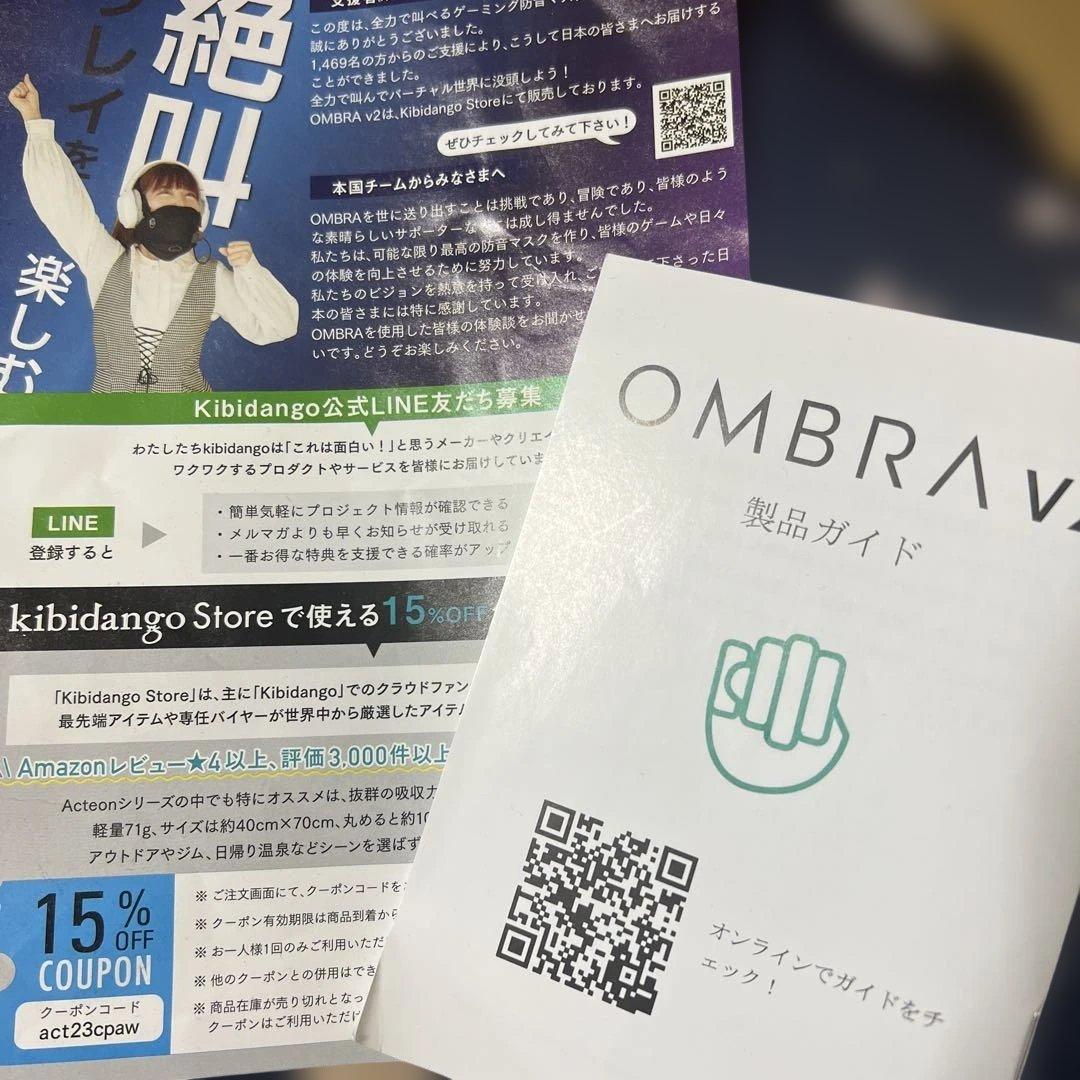 プレイを
絶叫
楽しむ
この度は、全力で叫べるゲーミング防音マス
誠にありがとうございました。
1,469名の方からのご支援により、こうして日本の皆さまへお届けする
ことができました。
全力で叫んでバーチャル世界に没頭しよう！
OMBRA v2は、Kibidango Storeにて販売しております。
ぜひチェックしてみて下さい！
本国チームからみなさまへ
OMBRAを世に送り出すことは挑戦であり、冒険であり、皆様のよう
な素晴らしいサポーターな は成し得ませんでした。
私たちは、可能な限り最高の防音マスクを作り、皆様のゲームや日々
の体験を向上させるために努力しています。
私たちのビジョンを熱意を持って受け入れ、ご 下さった日
本の皆さまには特に感謝しています。
OMBRAを使用した皆様の体験談をお聞かせ
いです。どうぞお楽しみください。
Kibidango公式LINE友だち募集
わたしたちkibidangoは「これは面白い！」と思うメーカーやクリエイ
ワクワクするプロダクトやサービスを皆様にお届けしていま
LINE
登録すると
・簡単気軽にプロジェクト情報が確認できる
・メルマガよりも早くお知らせが受け取れる
・一番お得な特典を支援できる確率がアップ
kibidango Storeで使える15%OFF
「Kibidango Store」は、主に「Kibidango」でのクラウドファン
最先端アイテムや専任バイヤーが世界中から厳選したアイテム
\\ Amazonレビュー★4以上、評価3,000件以上
Acteonシリーズの中でも特にオススメは、抜群の吸収力
軽量71g、サイズは約40cm×70cm、丸めると約10
アウトドアやジム、日帰り温泉などシーンを選ばず
15%
OFF
COUPON
クーポンコード
act23cpaw
※ ご注文画面にて、クーポンコードを
※ クーポン有効期限は商品到着から
※ お一人様1回のみご利用いただ
※ 他のクーポンとの併用はでき
※ 商品在庫が売り切れとなっ
クーポンはご利用いただけ
OMBRA v2
製品ガイド
オンラインでガイドをチ
ェック！